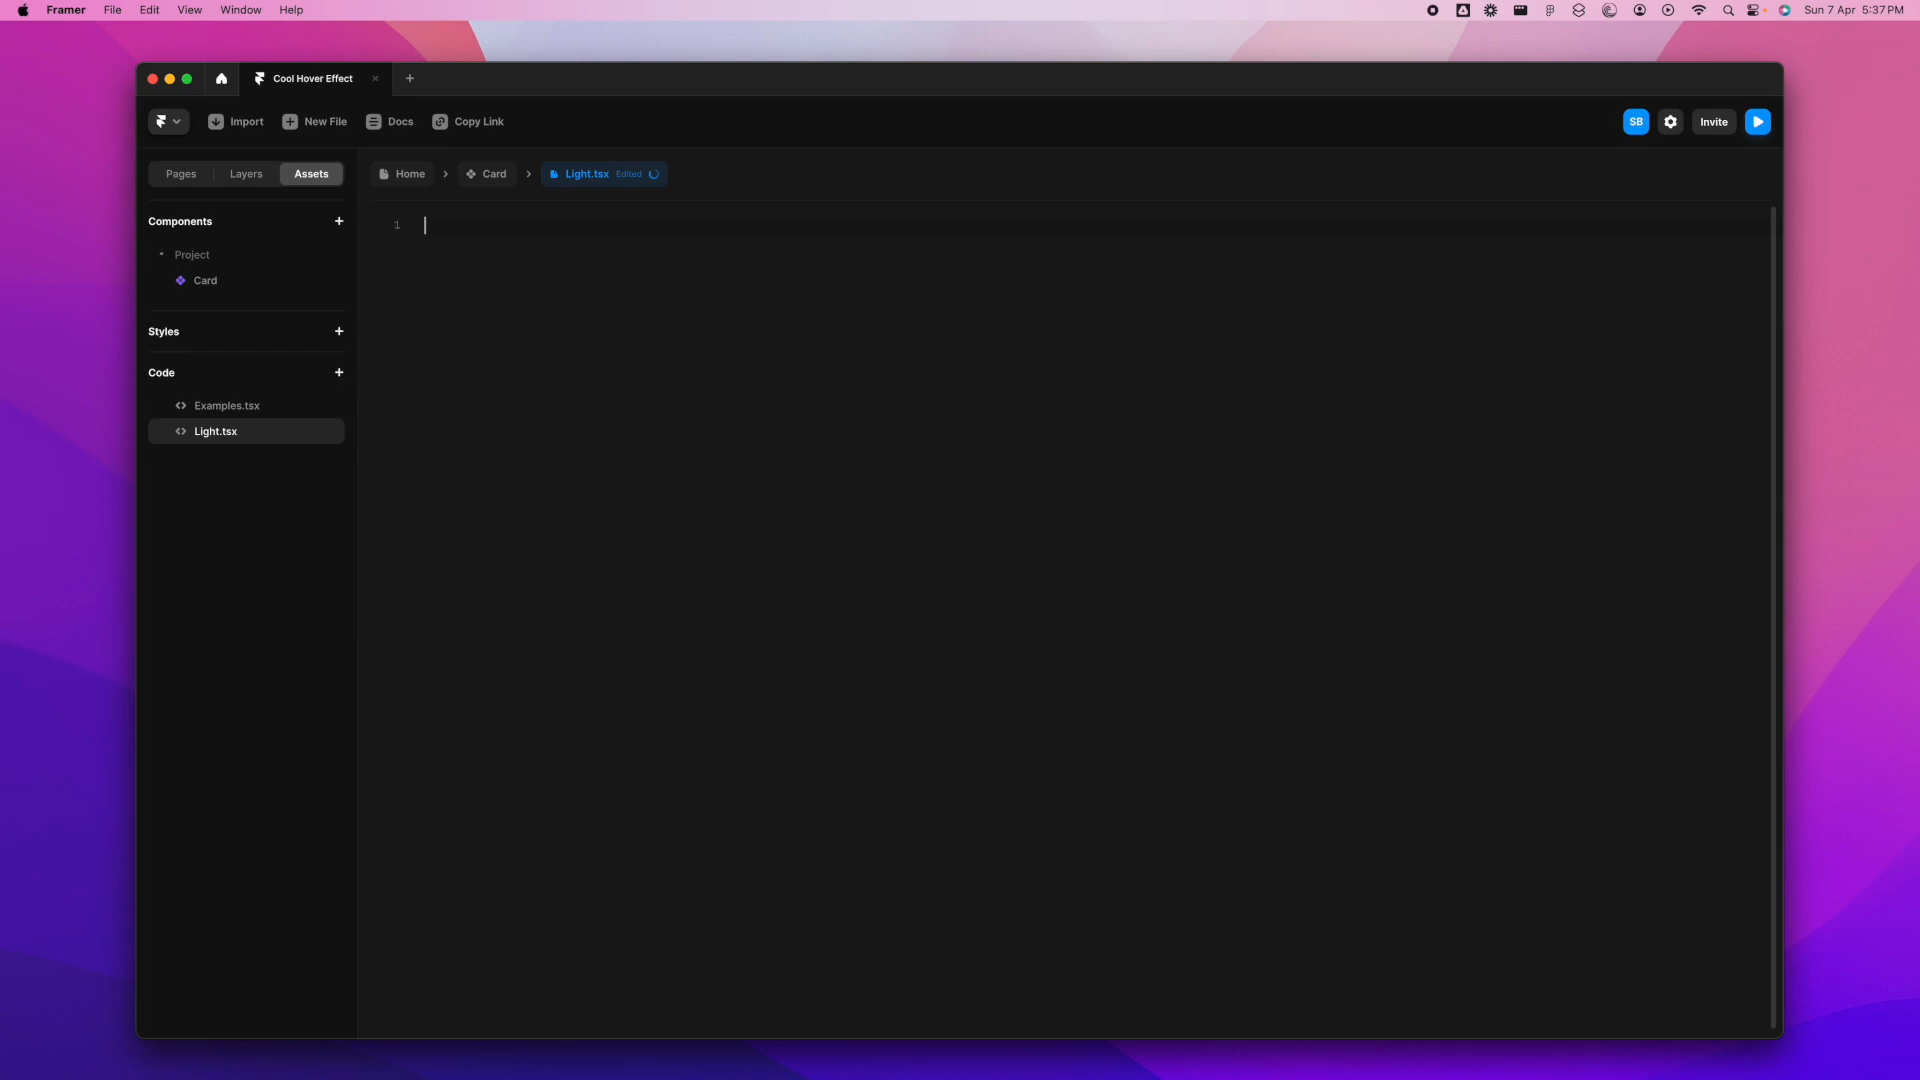 Framer File Edit View Window Help Sun 7 Apr 5:37 PM
Cool Hover Effect
Import New File Docs Copy Link SB Invite
Pages Layers Assets Home Card Light.tsx Edited
Components
1
Project
Card
Styles
Code
Examples.tsx
Light.tsx